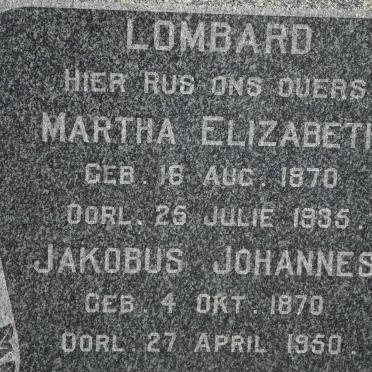 LOMBARD
HIER RUS ONS OUERS
MARTHA ELIZABETH
GEB. 16 AUG. 1870
OORL. 25 JULIE 1935.
JAKOBUS JOHANNES
GEB. 4 OKT. 1870
OORL. 27 APRIL 1950.